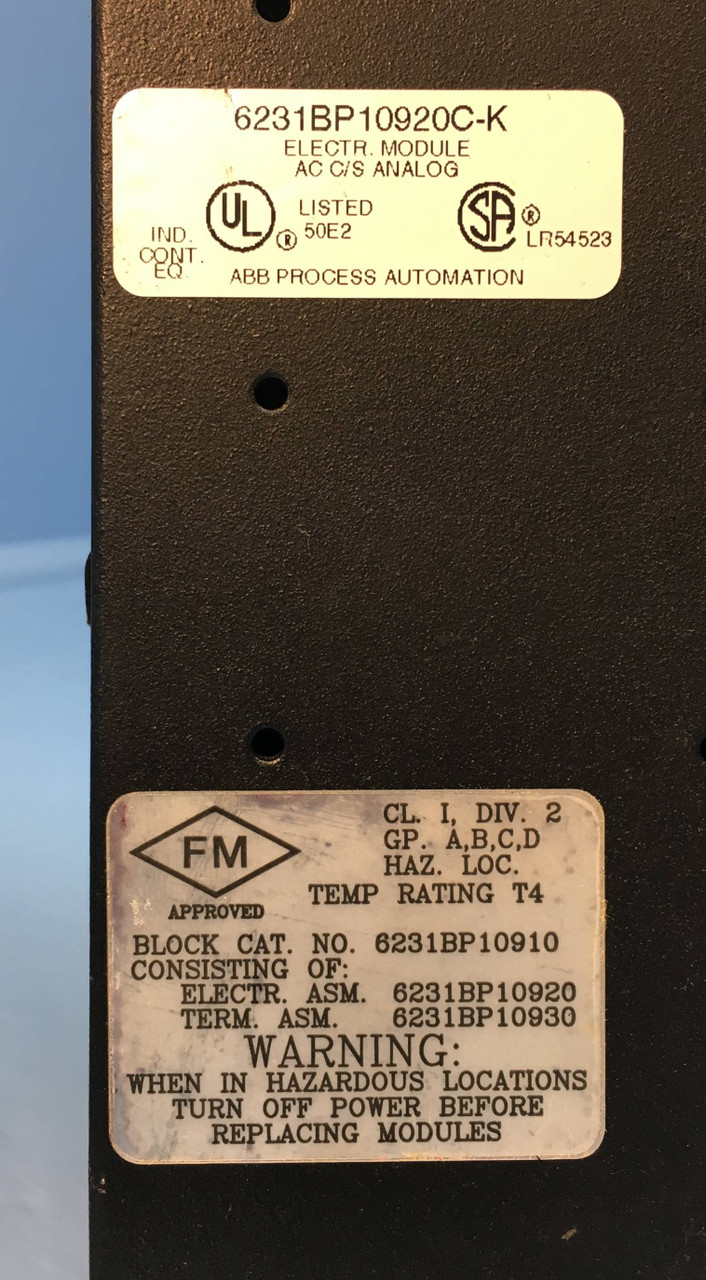 6231BP10920C-K
ELECTR. MODULE
AC C/S ANALOG
UL ® LISTED 50E2
SA ® LR54523
IND. CONT. EQ.
ABB PROCESS AUTOMATION
FM
APPROVED
CL. I, DIV. 2
GP. A,B,C,D
HAZ. LOC.
TEMP RATING T4
BLOCK CAT. NO. 6231BP10910
CONSISTING OF:
ELECTR. ASM. 6231BP10920
TERM. ASM. 6231BP10930
WARNING:
WHEN IN HAZARDOUS LOCATIONS
TURN OFF POWER BEFORE
REPLACING MODULES